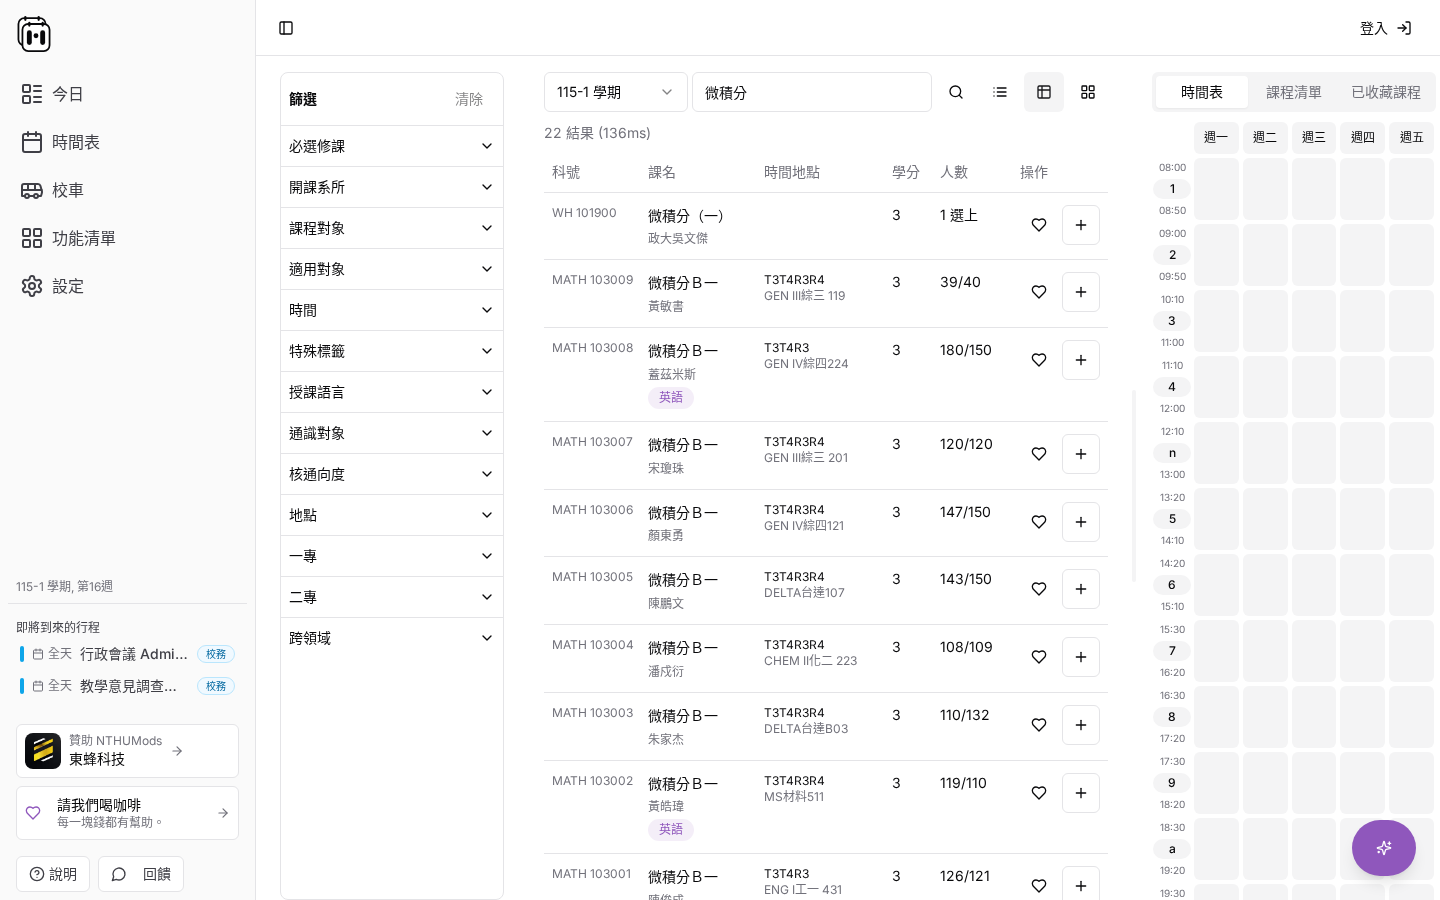 今日
時間表
校車
功能清單
設定
115-1 學期, 第16週
即將到來的行程
全天 行政會議 Admi... 校務
全天 教學意見調查... 校務
贊助 NTHUMods
東蜂科技
請我們喝咖啡
每一塊錢都有幫助。
說明 回饋
登入
篩選 清除
必選修課
開課系所
課程對象
適用對象
時間
特殊標籤
授課語言
通識對象
核通向度
地點
一專
二專
跨領域
115-1 學期 微積分
22 結果 (136ms)
科號 課名 時間地點 學分 人數 操作
WH 101900 微積分（一） 3 1 選上
政大吳文傑
MATH 103009 微積分Ｂ一 T3T4R3R4 3 39/40
黃敏書 GEN III綜三 119
MATH 103008 微積分Ｂ一 T3T4R3 3 180/150
蓋茲米斯 GEN IV綜四224
英語
MATH 103007 微積分Ｂ一 T3T4R3R4 3 120/120
宋瓊珠 GEN III綜三 201
MATH 103006 微積分Ｂ一 T3T4R3R4 3 147/150
顏東勇 GEN IV綜四121
MATH 103005 微積分Ｂ一 T3T4R3R4 3 143/150
陳鵬文 DELTA台達107
MATH 103004 微積分Ｂ一 T3T4R3R4 3 108/109
潘戍衍 CHEM II化二 223
MATH 103003 微積分Ｂ一 T3T4R3R4 3 110/132
朱家杰 DELTA台達B03
MATH 103002 微積分Ｂ一 T3T4R3R4 3 119/110
黃皓瑋 MS材料511
英語
MATH 103001 微積分Ｂ一 T3T4R3 3 126/121
ENG I工一 431
時間表 課程清單 已收藏課程
週一 週二 週三 週四 週五
08:00
1
08:50
09:00
2
09:50
10:10
3
11:00
11:10
4
12:00
12:10
n
13:00
13:20
5
14:10
14:20
6
15:10
15:30
7
16:20
16:30
8
17:20
17:30
9
18:20
18:30
a
19:20
19:30